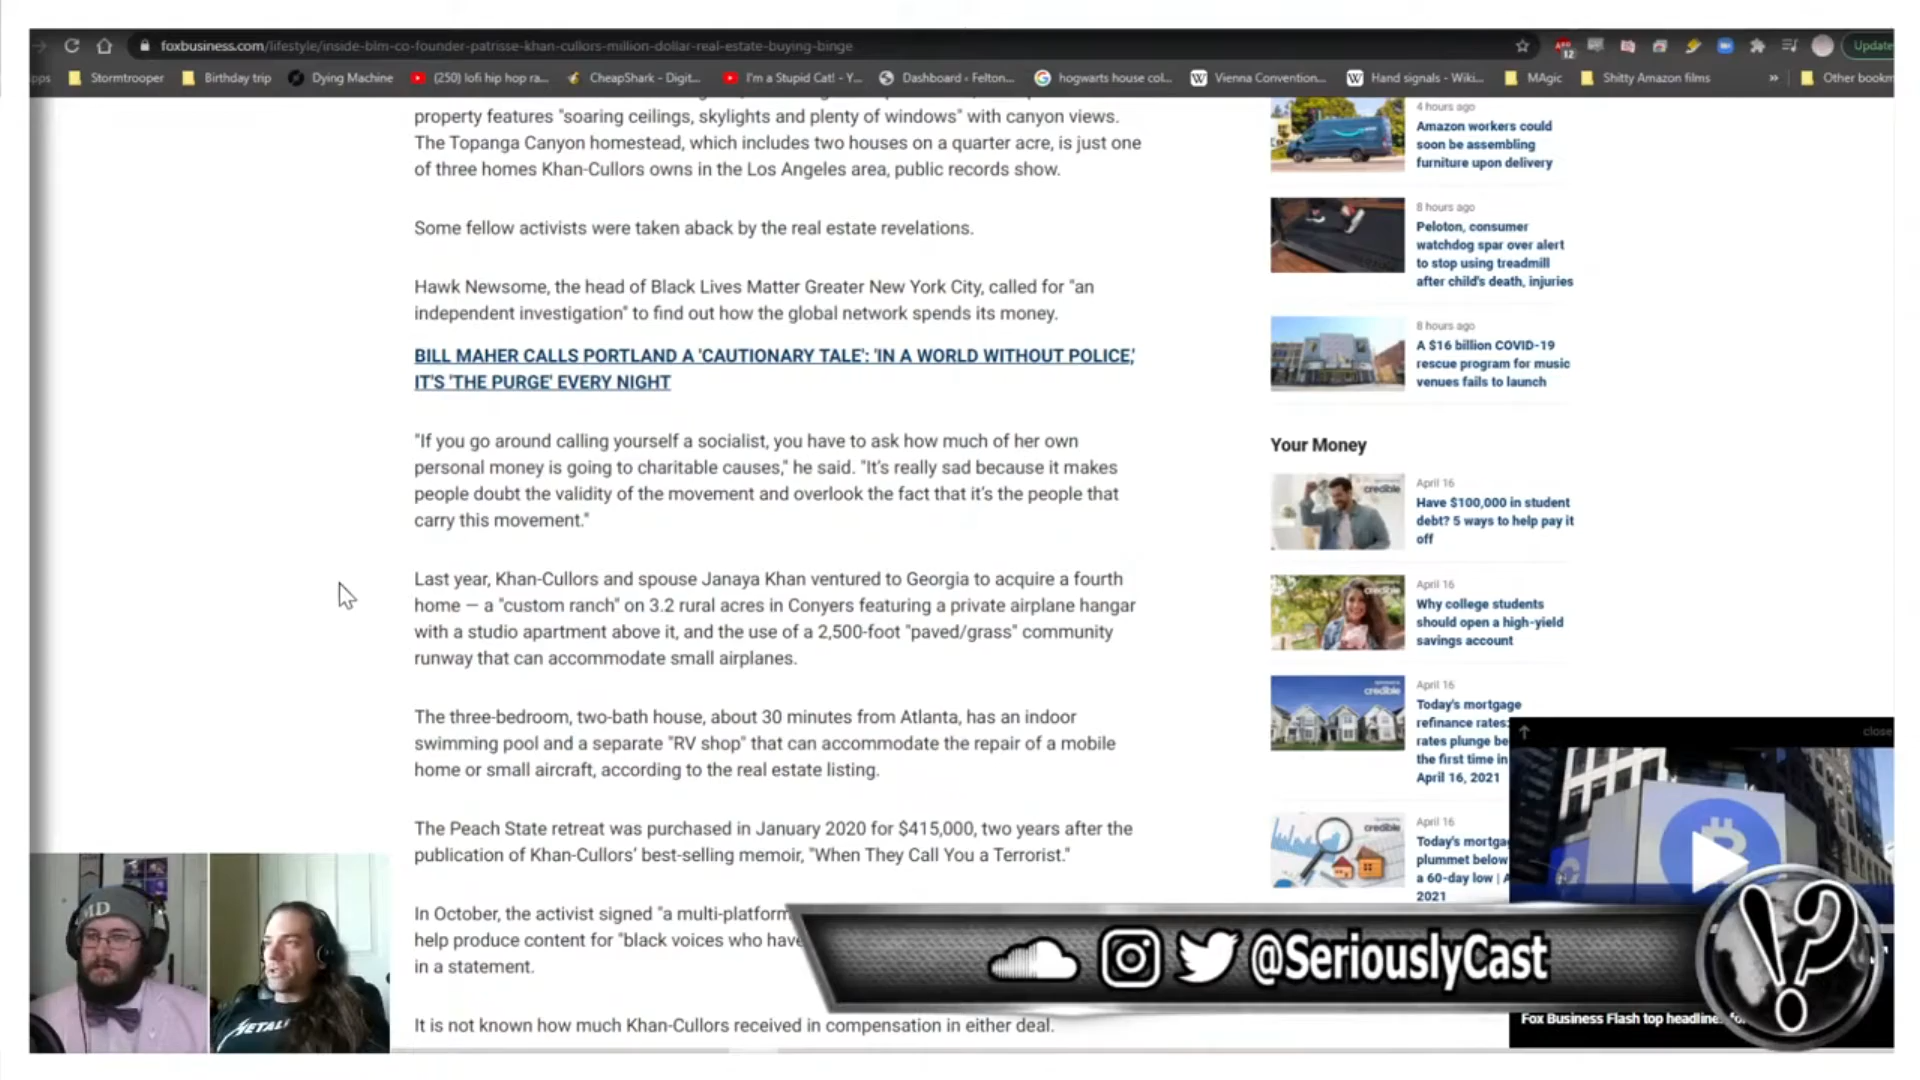 foxbusiness.com/lifestyle/inside-blm-co-founder-patrisse-khan-cullors-million-dollar-real-estate-buying-binge
12
Update
Stormtrooper
Birthday trip
Dying Machine
(250) lofi hip hop ra...
CheapShark - Digit...
I'm a Stupid Cat! - Y...
Dashboard ‹ Felton...
hogwarts house col...
Vienna Convention...
Hand signals - Wiki...
MAgic
Shitty Amazon films
»
Other bookm
property features "soaring ceilings, skylights and plenty of windows" with canyon views.
The Topanga Canyon homestead, which includes two houses on a quarter acre, is just one
of three homes Khan-Cullors owns in the Los Angeles area, public records show.
Some fellow activists were taken aback by the real estate revelations.
Hawk Newsome, the head of Black Lives Matter Greater New York City, called for "an
independent investigation" to find out how the global network spends its money.
BILL MAHER CALLS PORTLAND A 'CAUTIONARY TALE': 'IN A WORLD WITHOUT POLICE,'
IT'S 'THE PURGE' EVERY NIGHT
"If you go around calling yourself a socialist, you have to ask how much of her own
personal money is going to charitable causes," he said. "It's really sad because it makes
people doubt the validity of the movement and overlook the fact that it's the people that
carry this movement."
Last year, Khan-Cullors and spouse Janaya Khan ventured to Georgia to acquire a fourth
home — a "custom ranch" on 3.2 rural acres in Conyers featuring a private airplane hangar
with a studio apartment above it, and the use of a 2,500-foot "paved/grass" community
runway that can accommodate small airplanes.
The three-bedroom, two-bath house, about 30 minutes from Atlanta, has an indoor
swimming pool and a separate "RV shop" that can accommodate the repair of a mobile
home or small aircraft, according to the real estate listing.
The Peach State retreat was purchased in January 2020 for $415,000, two years after the
publication of Khan-Cullors' best-selling memoir, "When They Call You a Terrorist."
In October, the activist signed "a multi-platform
help produce content for "black voices who have
in a statement.
It is not known how much Khan-Cullors received in compensation in either deal.
4 hours ago
Amazon workers could
soon be assembling
furniture upon delivery
8 hours ago
Peloton, consumer
watchdog spar over alert
to stop using treadmill
after child's death, injuries
8 hours ago
A $16 billion COVID-19
rescue program for music
venues fails to launch
Your Money
credible
April 16
Have $100,000 in student
debt? 5 ways to help pay it
off
April 16
Why college students
should open a high-yield
savings account
credible
April 16
Today's mortgage
refinance rates:
rates plunge be
the first time in
April 16, 2021
credible
April 16
Today's mortga
plummet below
a 60-day low | A
2021
close
@SeriouslyCast
!?
Fox Business Flash top headline
MD
METAL